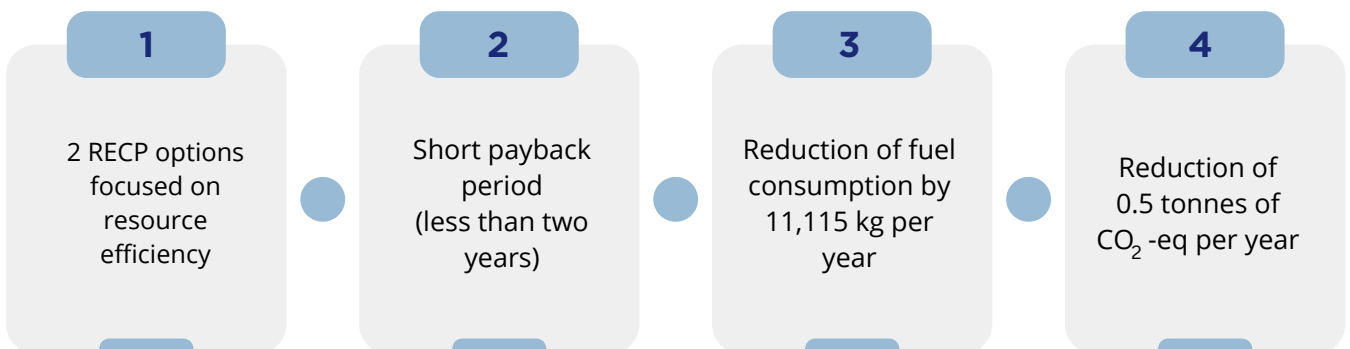 1
2 RECP options
focused on
resource
efficiency
2
Short payback
period
(less than two
years)
3
Reduction of fuel
consumption by
11,115 kg per
year
4
Reduction of
0.5 tonnes of
CO₂ -eq per year